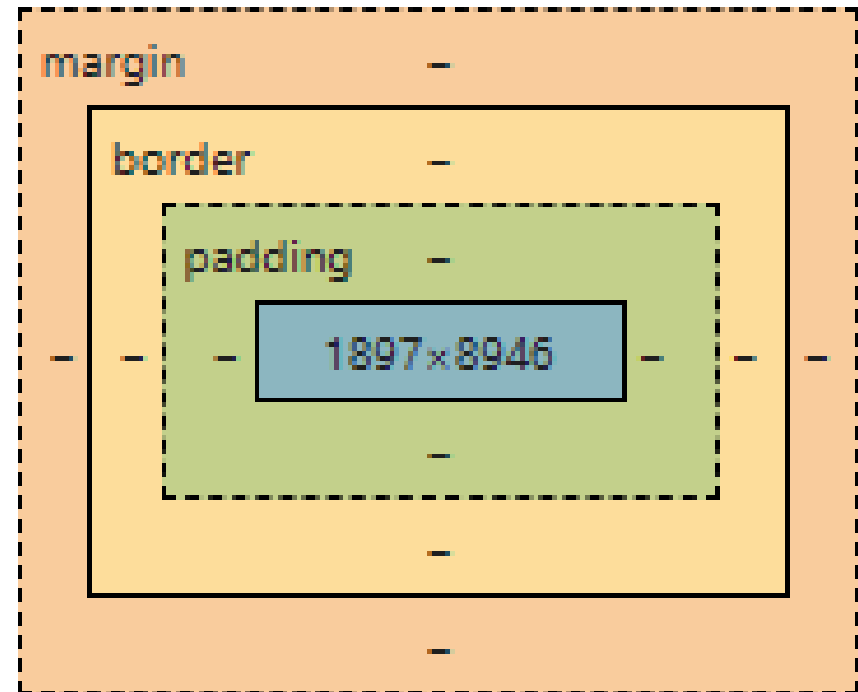 margin –
border –
padding –
– – – 1897×8946 – – –
–
–
–